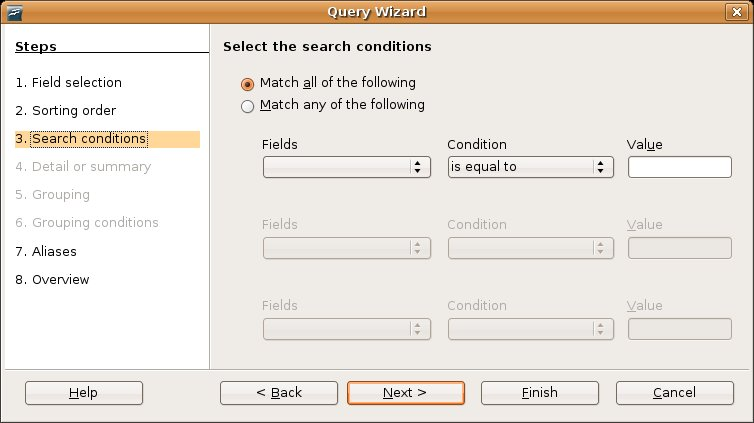 Query Wizard
Steps
1. Field selection
2. Sorting order
3. Search conditions
4. Detail or summary
5. Grouping
6. Grouping conditions
7. Aliases
8. Overview
Select the search conditions
Match all of the following
Match any of the following
Fields Condition Value
is equal to
Fields Condition Value
Fields Condition Value
Help < Back Next > Finish Cancel